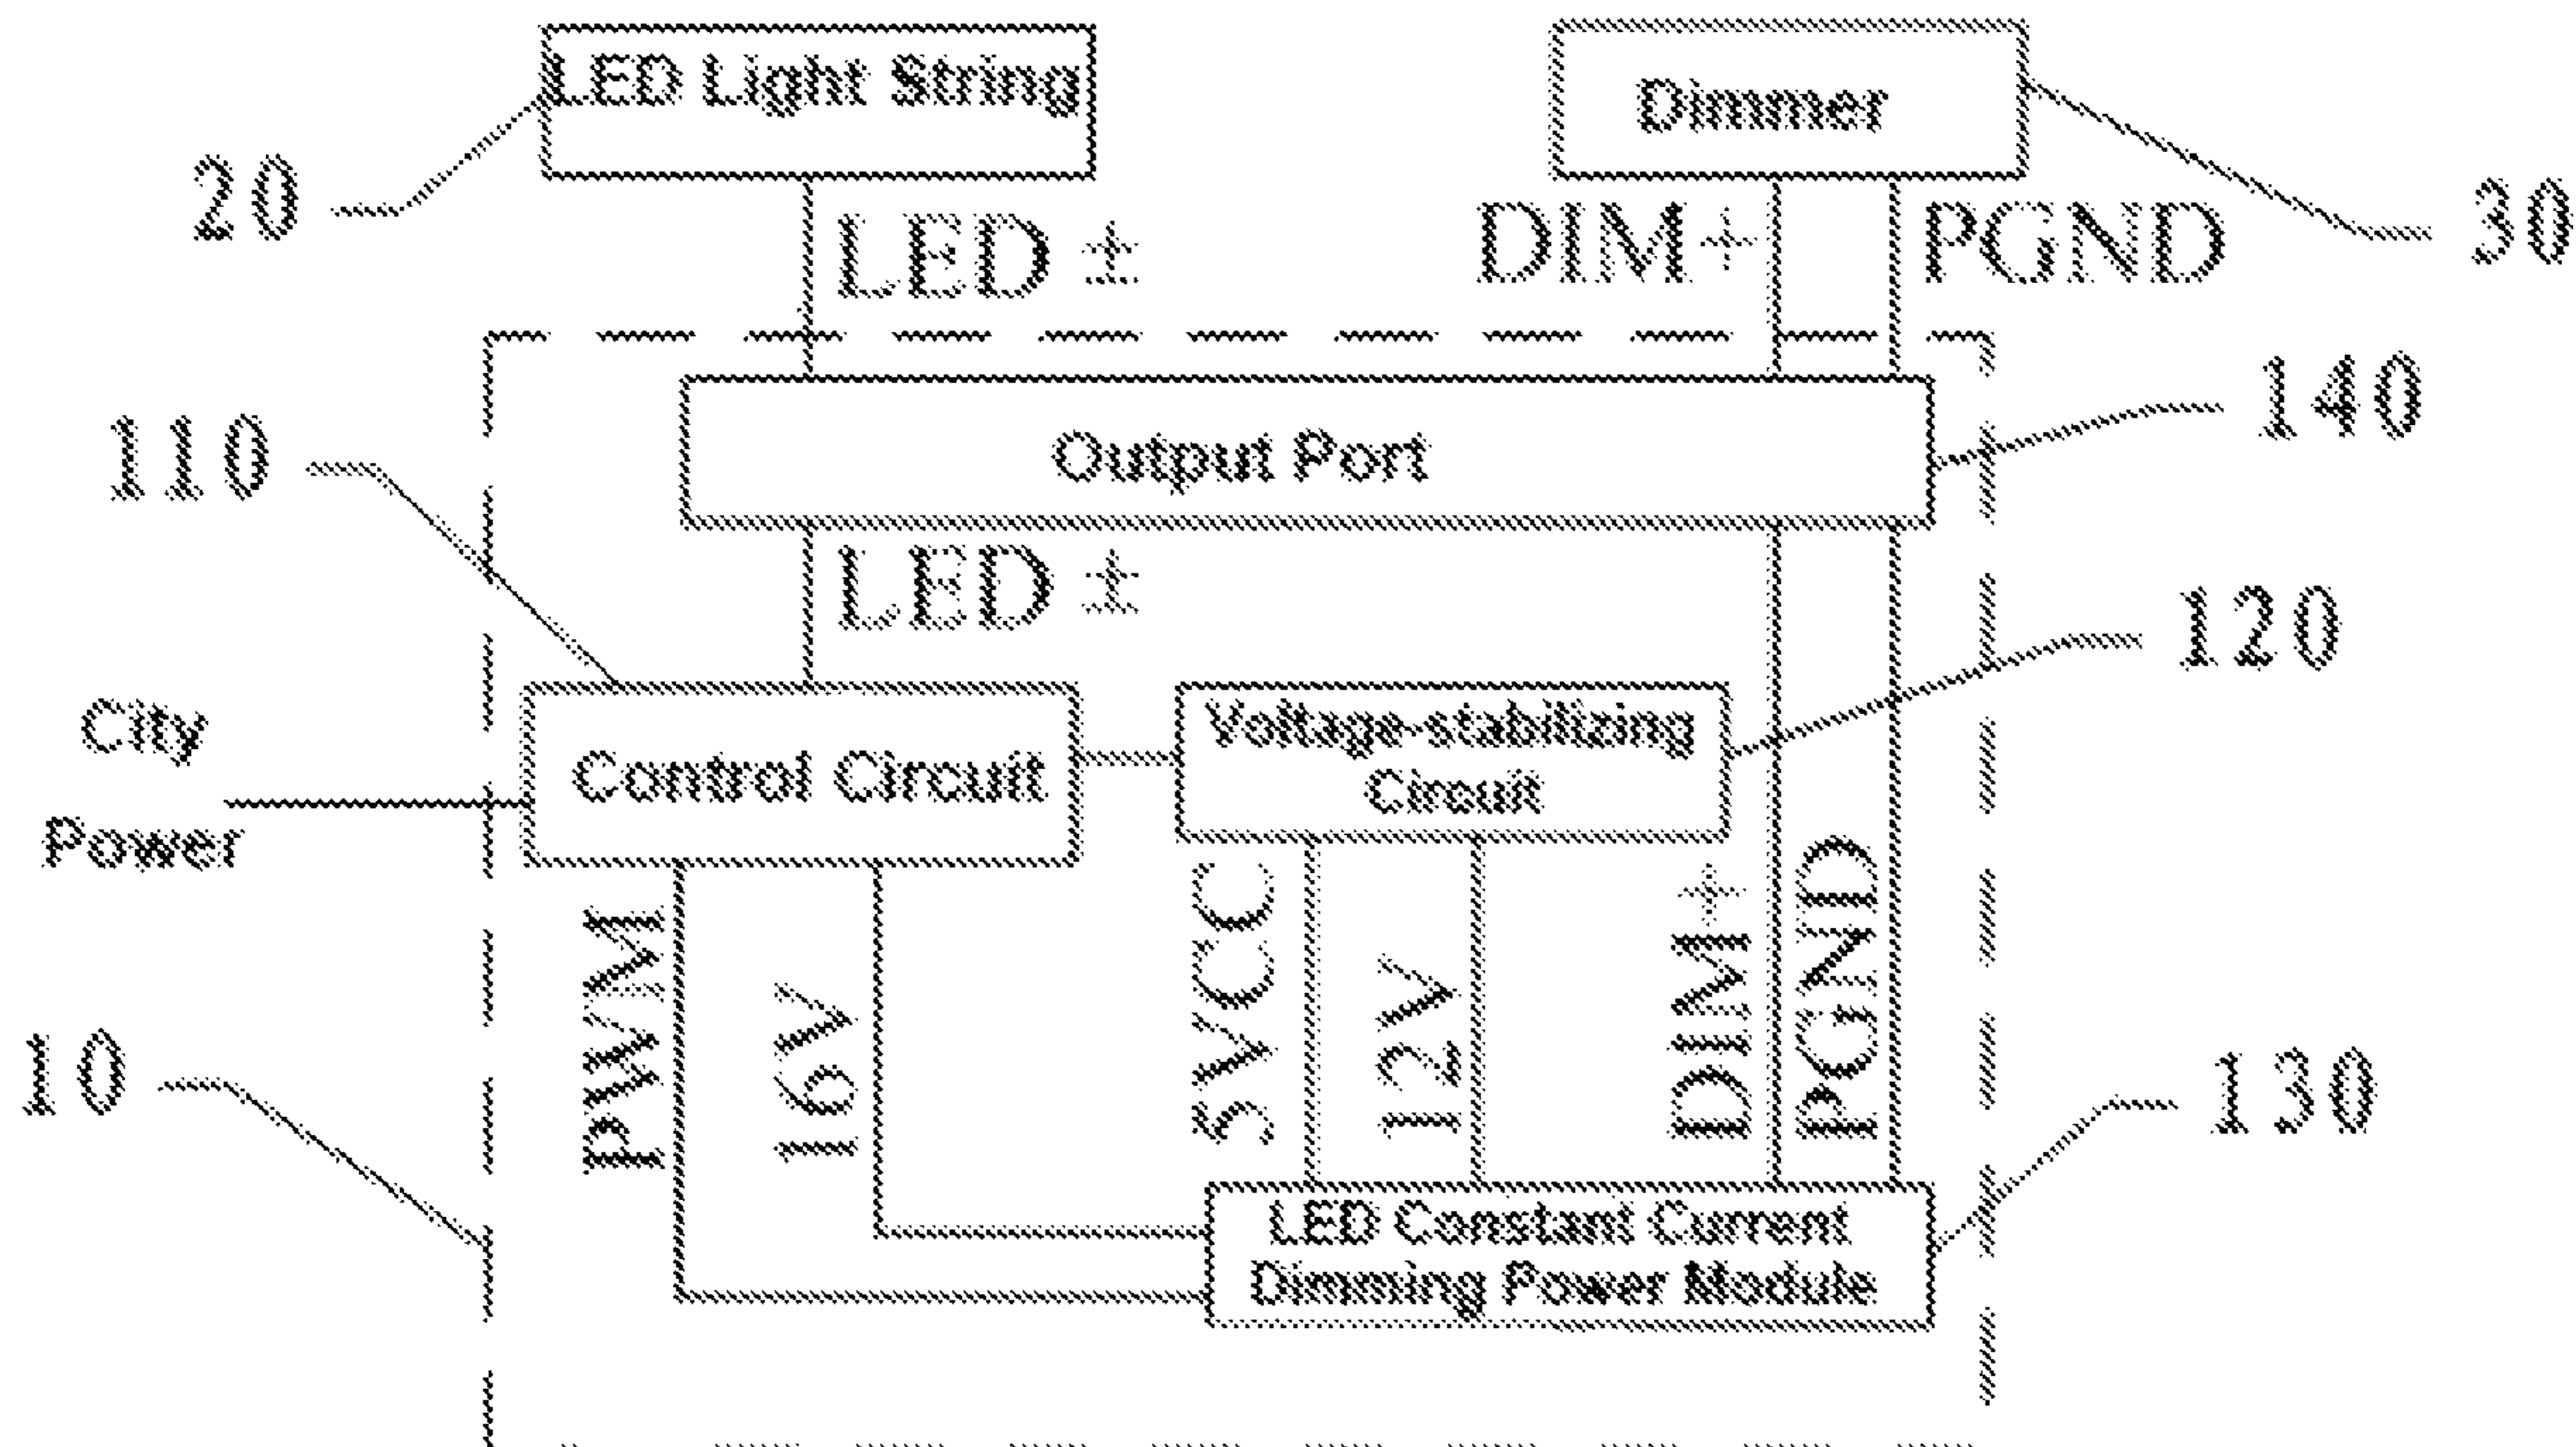 LED Light String
Dimmer
20
30
LED ±
DIM+
PGND
140
110
Output Port
LED ±
120
City
Power
Control Circuit
Voltage-stabilizing
Circuit
PWM
16V
5VCC
12V
DIM+
PGND
10
130
LED Constant Current
Dimming Power Module